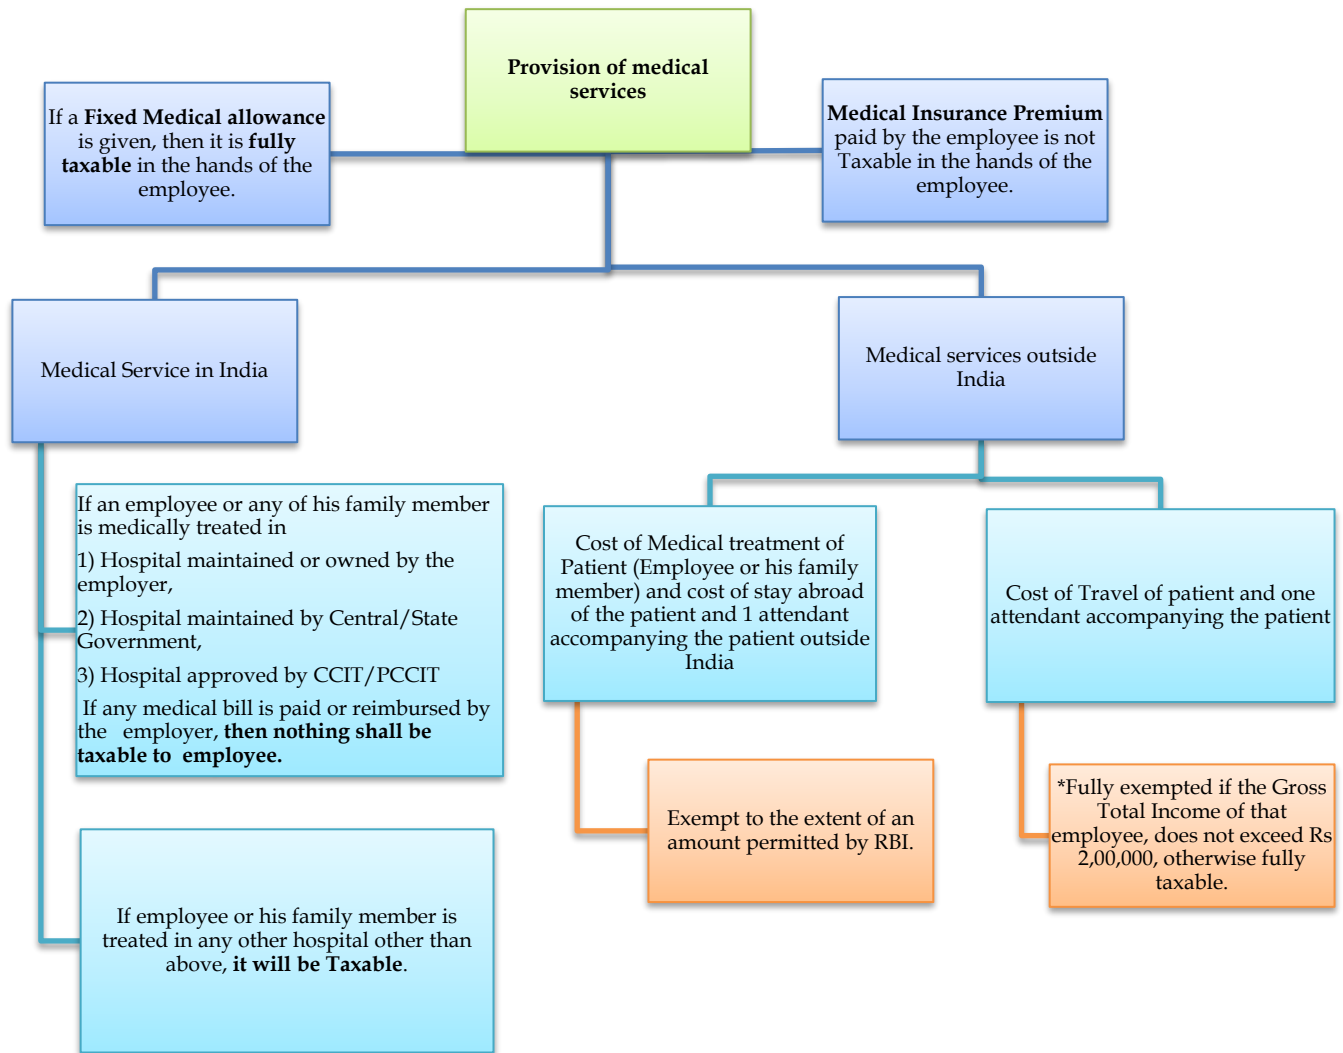 Provision of medical
services
If a Fixed Medical allowance
is given, then it is fully
taxable in the hands of the
employee.
Medical Insurance Premium
paid by the employee is not
Taxable in the hands of the
employee.
Medical Service in India
Medical services outside
India
If an employee or any of his family member
is medically treated in
1) Hospital maintained or owned by the
employer,
2) Hospital maintained by Central/State
Government,
3) Hospital approved by CCIT/PCCIT
If any medical bill is paid or reimbursed by
the employer, then nothing shall be
taxable to employee.
If employee or his family member is
treated in any other hospital other than
above, it will be Taxable.
Cost of Medical treatment of
Patient (Employee or his family
member) and cost of stay abroad
of the patient and 1 attendant
accompanying the patient outside
India
Exempt to the extent of an
amount permitted by RBI.
Cost of Travel of patient and one
attendant accompanying the patient
*Fully exempted if the Gross
Total Income of that
employee, does not exceed Rs
2,00,000, otherwise fully
taxable.